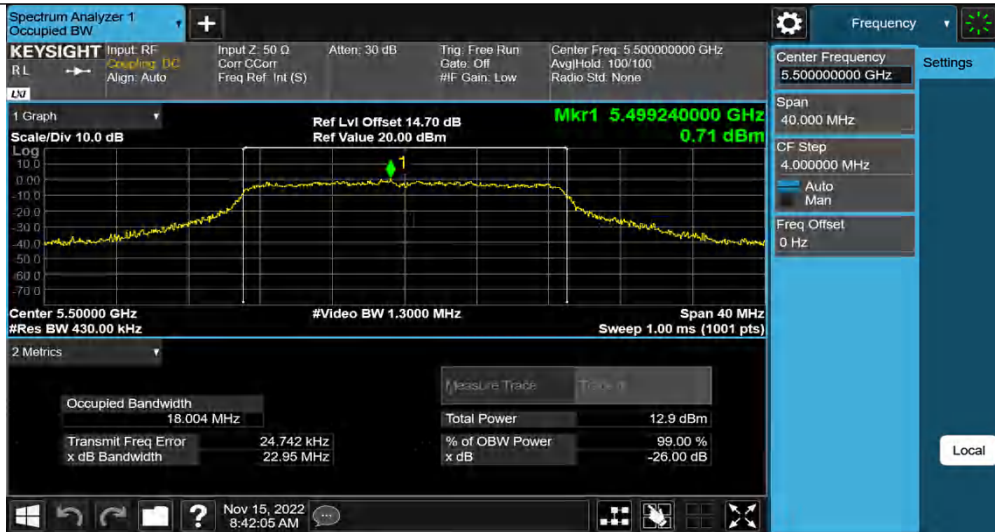 Spectrum Analyzer 1
Occupied BW
Frequency
KEYSIGHT
RL
LXI
Input: RF
Coupling: DC
Align: Auto
Input Z: 50 Ω
Corr CCorr
Freq Ref: Int (S)
Atten: 30 dB
Trig: Free Run
Gate: Off
#IF Gain: Low
Center Freq: 5.500000000 GHz
Avg|Hold: 100/100
Radio Std: None
1 Graph
Scale/Div 10.0 dB
Ref Lvl Offset 14.70 dB
Ref Value 20.00 dBm
Mkr1 5.499240000 GHz
0.71 dBm
Log
10.0
0.00
-10.0
-20.0
-30.0
-40.0
-50.0
-60.0
-70.0
1
Center 5.50000 GHz
#Res BW 430.00 kHz
#Video BW 1.3000 MHz
Span 40 MHz
Sweep 1.00 ms (1001 pts)
2 Metrics
Measure Trace
Occupied Bandwidth
18.004 MHz
Transmit Freq Error
24.742 kHz
x dB Bandwidth
22.95 MHz
Total Power
12.9 dBm
% of OBW Power
99.00 %
x dB
-26.00 dB
Center Frequency
5.500000000 GHz
Span
40.000 MHz
CF Step
4.000000 MHz
Auto
Man
Freq Offset
0 Hz
Settings
Local
?
Nov 15, 2022
8:42:05 AM